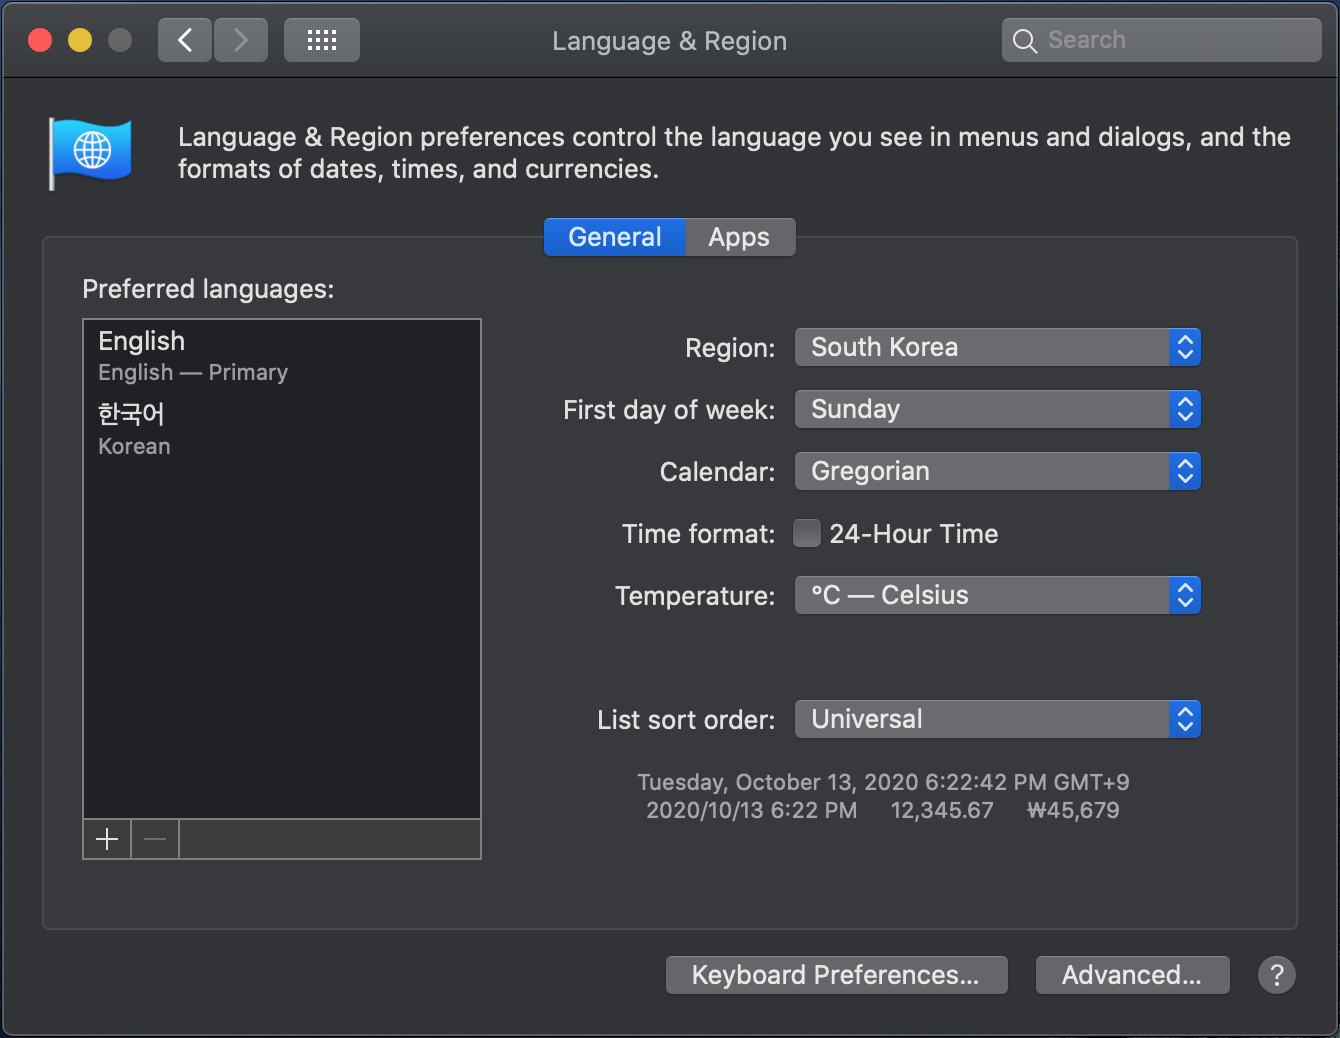 Language & Region
Search
Language & Region preferences control the language you see in menus and dialogs, and the
formats of dates, times, and currencies.
General
Apps
Preferred languages:
English
English — Primary
한국어
Korean
Region:
South Korea
First day of week:
Sunday
Calendar:
Gregorian
Time format:
24-Hour Time
Temperature:
°C — Celsius
List sort order:
Universal
Tuesday, October 13, 2020 6:22:42 PM GMT+9
2020/10/13 6:22 PM 12,345.67 ₩45,679
Keyboard Preferences...
Advanced...
?